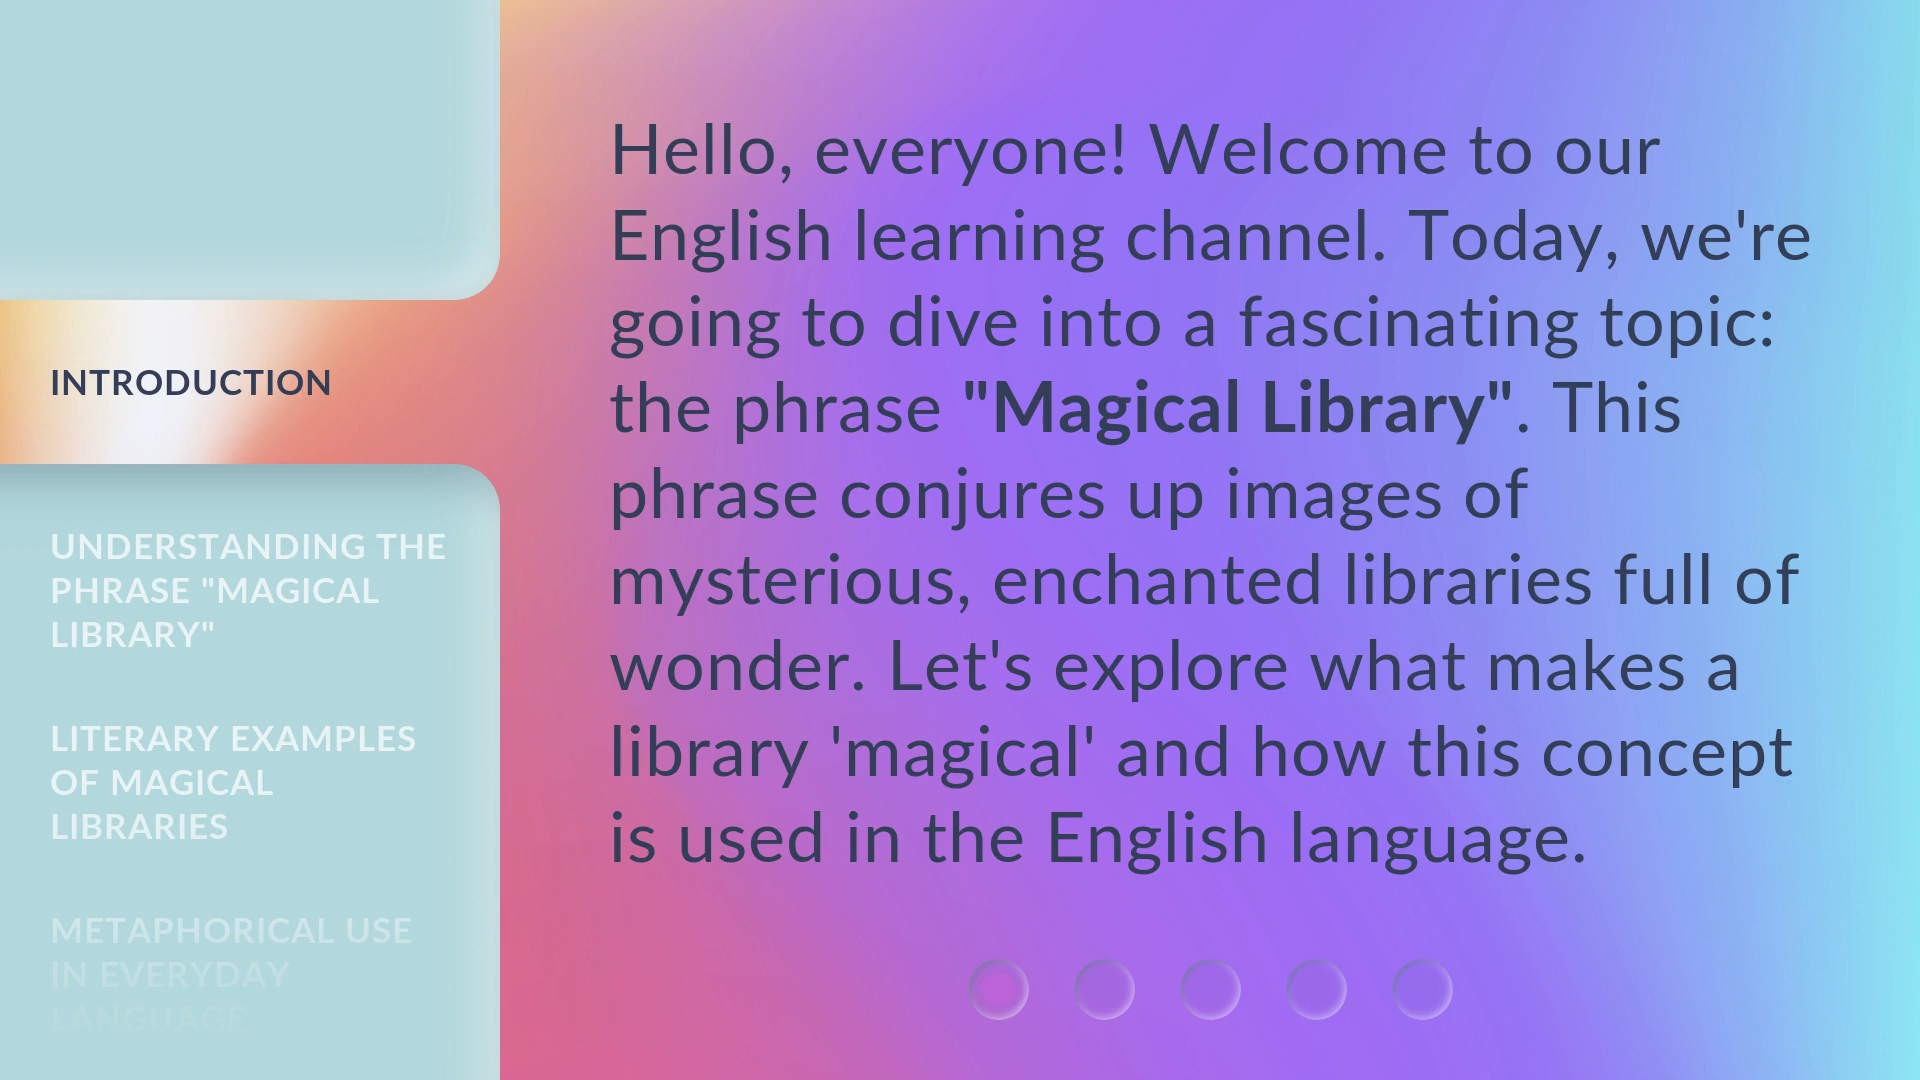 INTRODUCTION
UNDERSTANDING THE
PHRASE "MAGICAL
LIBRARY"
LITERARY EXAMPLES
OF MAGICAL
LIBRARIES
METAPHORICAL USE
IN EVERYDAY
LANGUAGE
Hello, everyone! Welcome to our
English learning channel. Today, we're
going to dive into a fascinating topic:
the phrase "Magical Library". This
phrase conjures up images of
mysterious, enchanted libraries full of
wonder. Let's explore what makes a
library 'magical' and how this concept
is used in the English language.